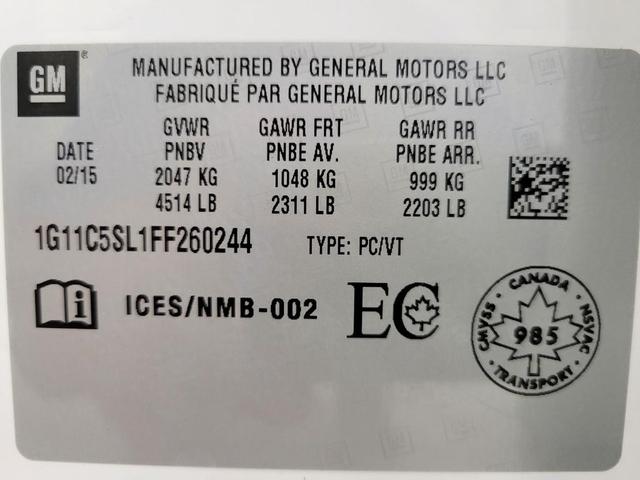 GM
MANUFACTURED BY GENERAL MOTORS LLC
FABRIQUÉ PAR GENERAL MOTORS LLC
GVWR GAWR FRT GAWR RR
DATE PNBV PNBE AV. PNBE ARR.
02/15 2047 KG 1048 KG 999 KG
4514 LB 2311 LB 2203 LB
1G11C5SL1FF260244 TYPE: PC/VT
i ICES/NMB-002 EC
CMVSS · CANADA · NSVAC
985
· TRANSPORT ·